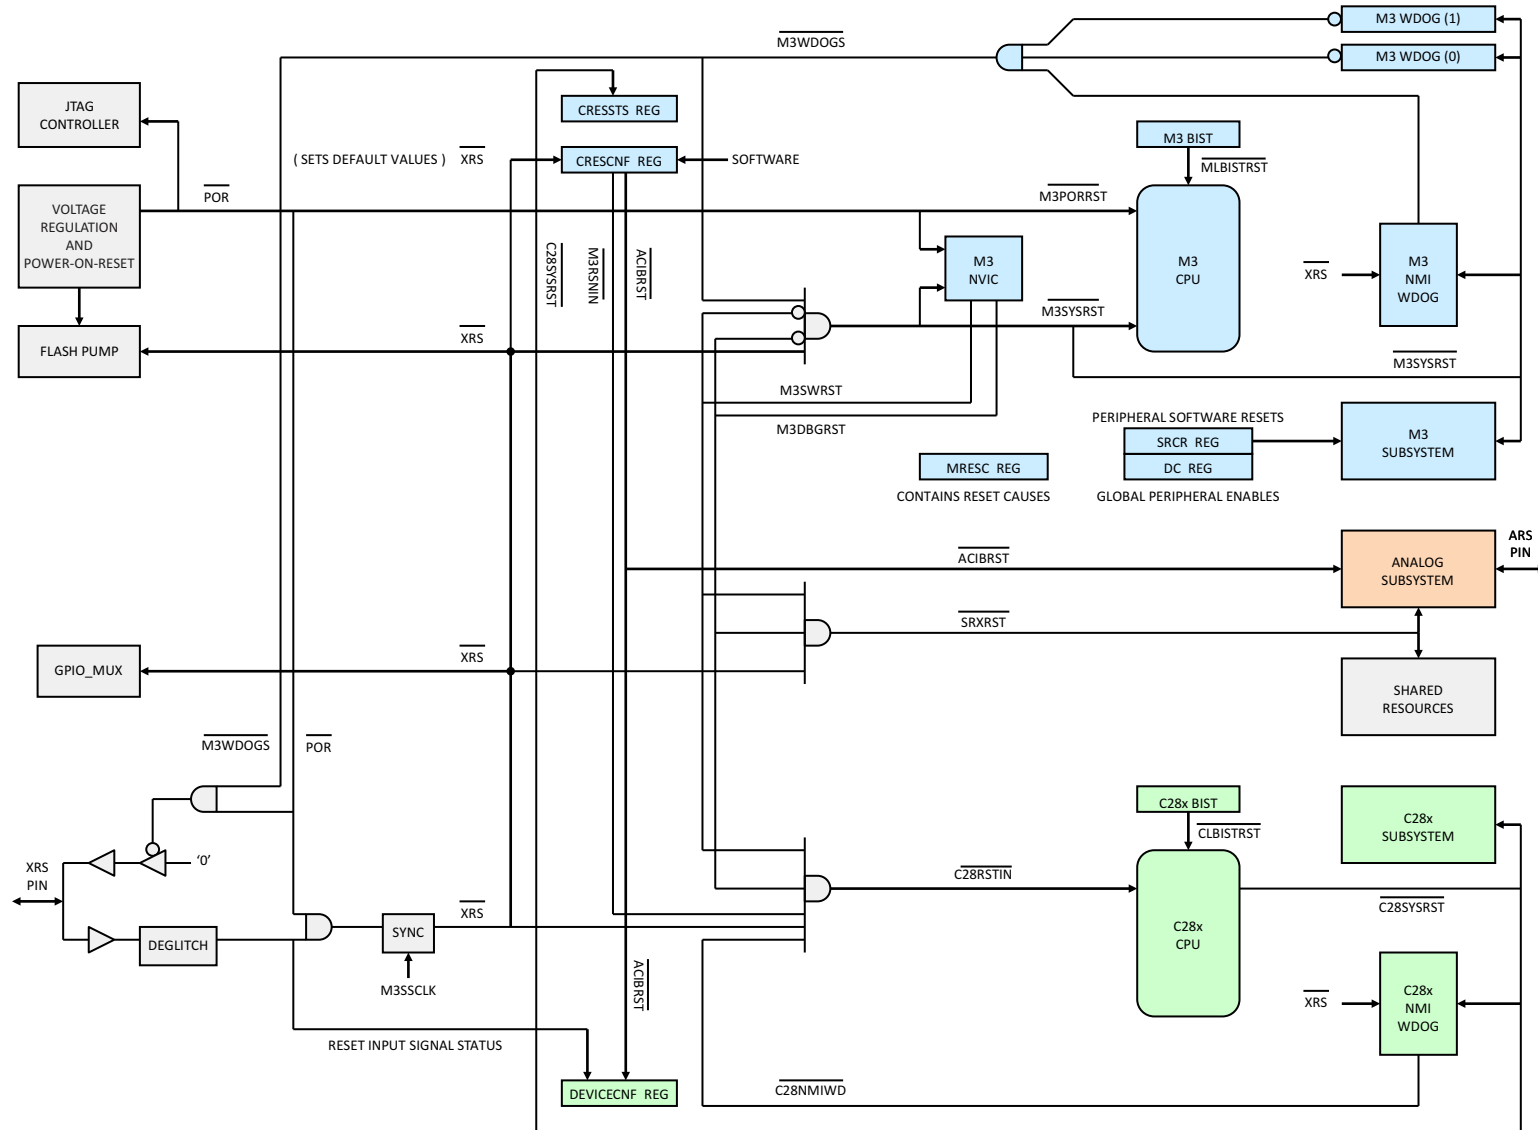 M3 WDOG (1)
M3WDOGS
M3 WDOG (0)
JTAG
CONTROLLER
CRESSTS REG
( SETS DEFAULT VALUES )
XRS
CRESCNF REG
SOFTWARE
M3 BIST
MLBISTRST
POR
M3PORRST
VOLTAGE
REGULATION
AND
POWER-ON-RESET
C28SYSRST
M3RSNIN
ACIBRST
M3
NVIC
M3
CPU
XRS
M3
NMI
WDOG
M3SYSRST
FLASH PUMP
XRS
M3SYSRST
M3SWRST
M3DBGRST
PERIPHERAL SOFTWARE RESETS
SRCR REG
DC REG
GLOBAL PERIPHERAL ENABLES
M3
SUBSYSTEM
MRESC REG
CONTAINS RESET CAUSES
ACIBRST
ANALOG
SUBSYSTEM
ARS
PIN
SRXRST
GPIO_MUX
XRS
SHARED
RESOURCES
M3WDOGS
POR
C28x BIST
CLBISTRST
C28x
SUBSYSTEM
‘0’
XRS
PIN
C28RSTIN
C28SYSRST
DEGLITCH
SYNC
XRS
C28x
CPU
M3SSCLK
ACIBRST
XRS
C28x
NMI
WDOG
RESET INPUT SIGNAL STATUS
DEVICECNF REG
C28NMIWD